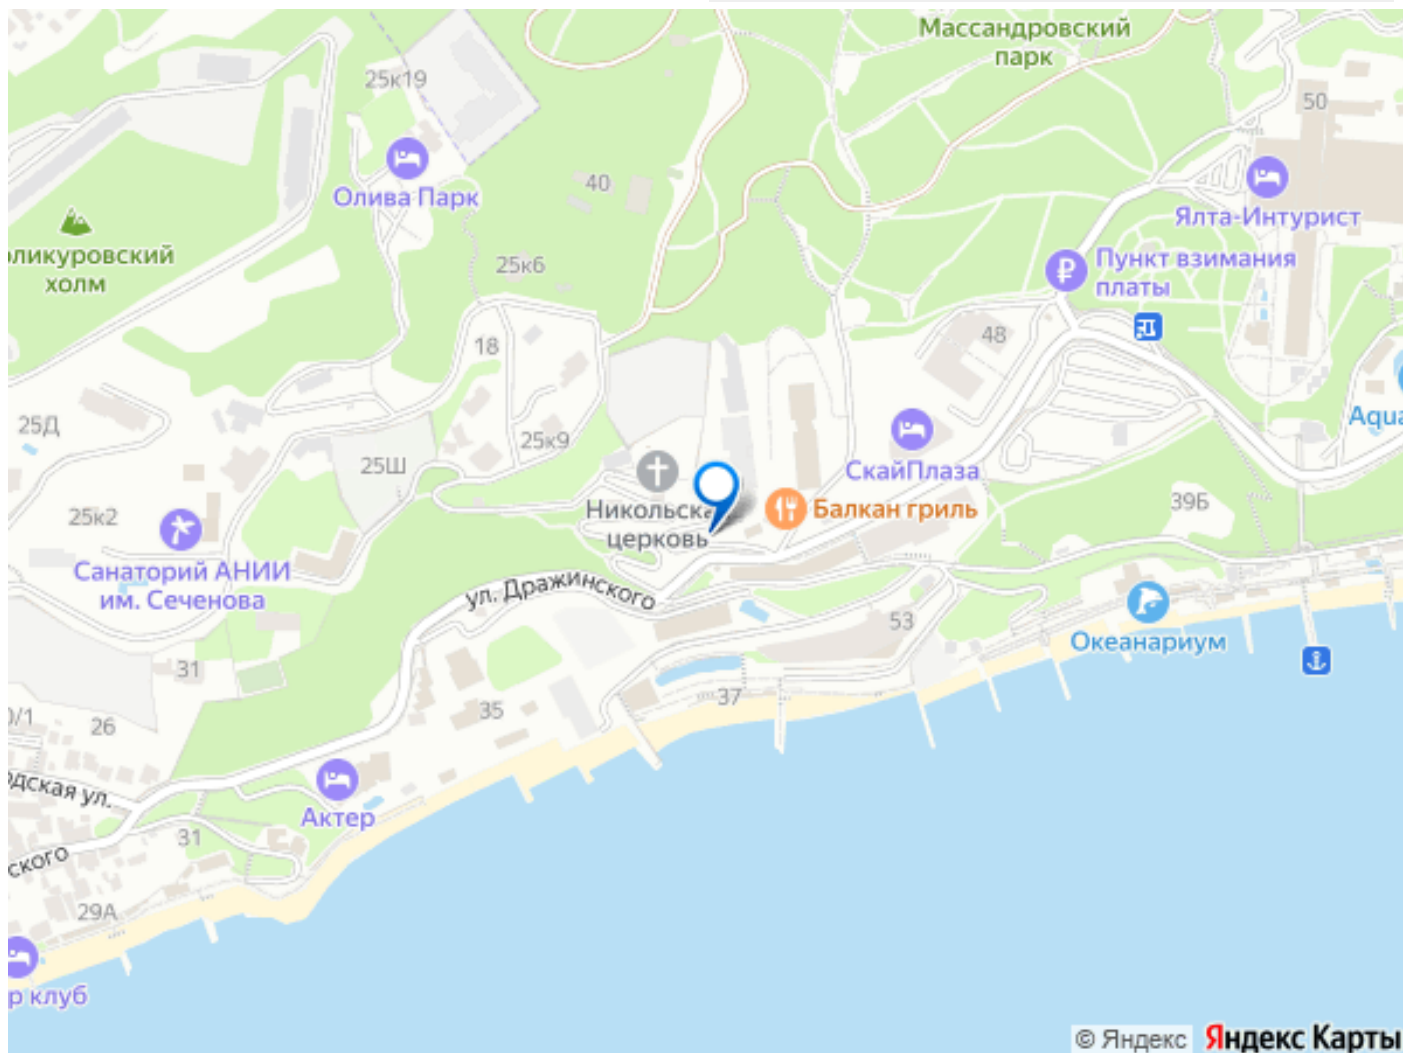 Массандровский
парк
25к19
50
Олива Парк
40
Ялта-Интурист
оликуровский
холм
25к6
Пункт взимания
платы
18
48
Aqua
25Д
25к9
25Ш
СкайПлаза
39Б
25к2
Никольска
церковь
Балкан гриль
Санаторий АНИИ
им. Сеченова
ул. Дражинского
53
Океанариум
31
37
0/1
26
35
одская ул.
Актер
31
ского
29А
р клуб
© Яндекс
Яндекс Карты